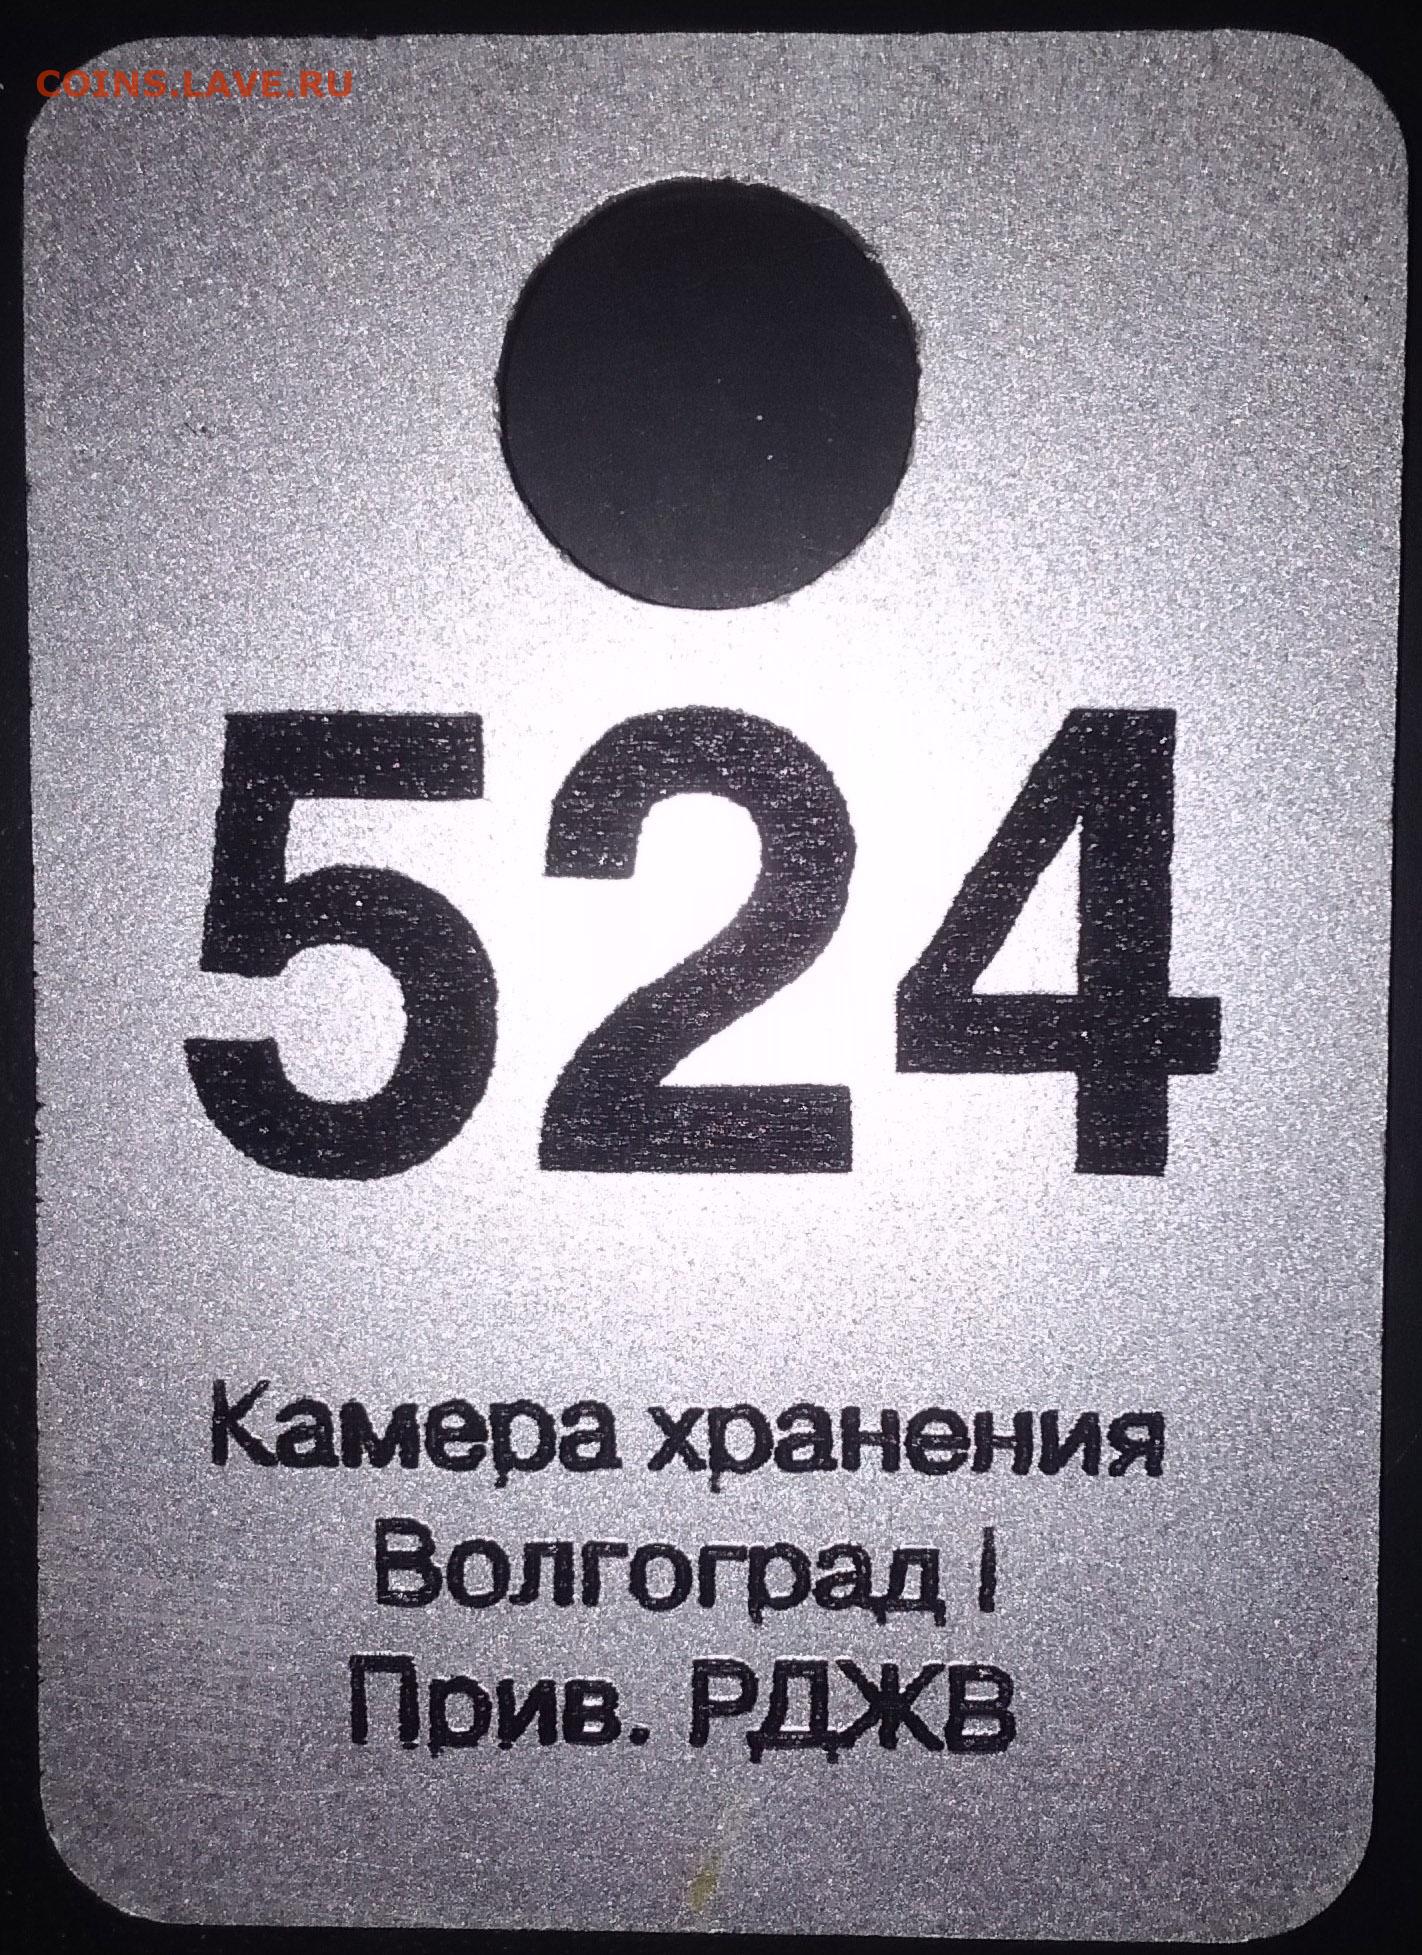 COINS.LAVE.RU
524
Камера хранения
Волгоград I
Прив. РДЖВ